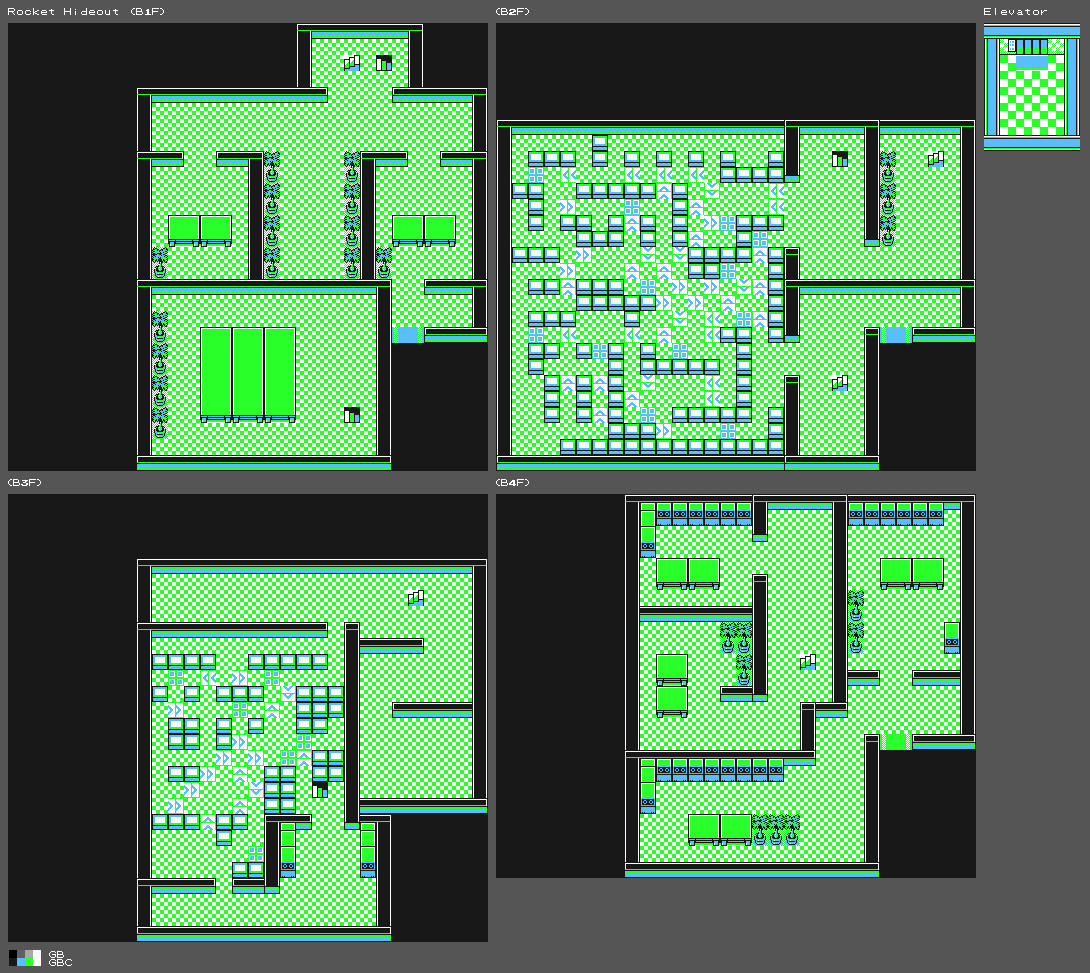 Rocket Hideout (B1F)
(B2F)
Elevator
(B3F)
(B4F)
GB
GBC